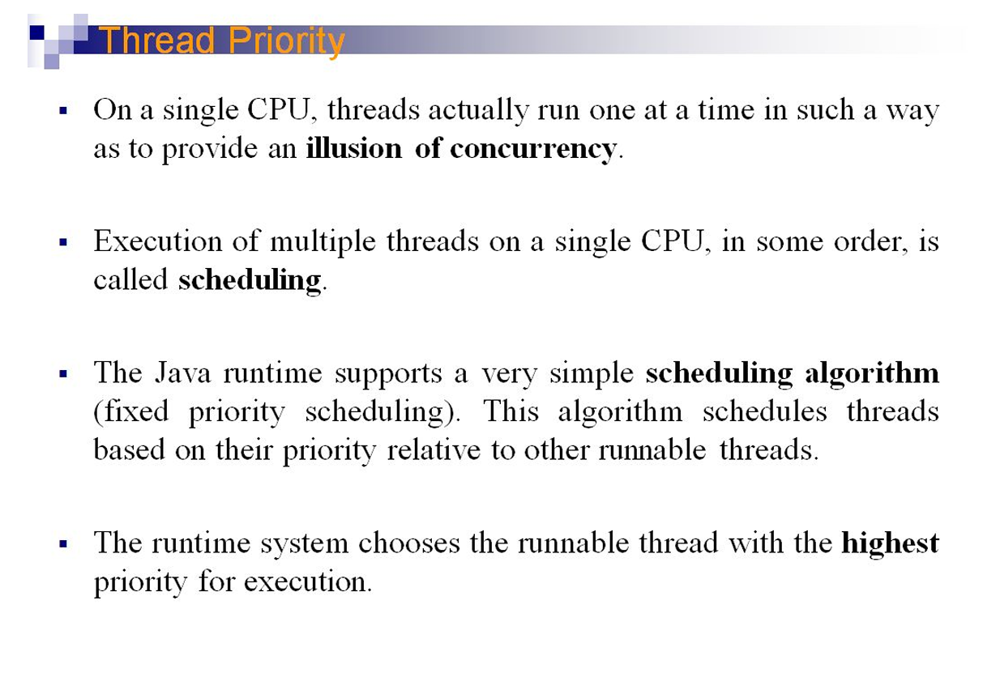 Thread Priority
On a single CPU, threads actually run one at a time in such a way
as to provide an illusion of concurrency.
Execution of multiple threads on a single CPU, in some order, is
called scheduling.
The Java runtime supports a very simple scheduling algorithm
(fixed priority scheduling). This algorithm schedules threads
based on their priority relative to other runnable threads.
The runtime system chooses the runnable thread with the highest
priority for execution.